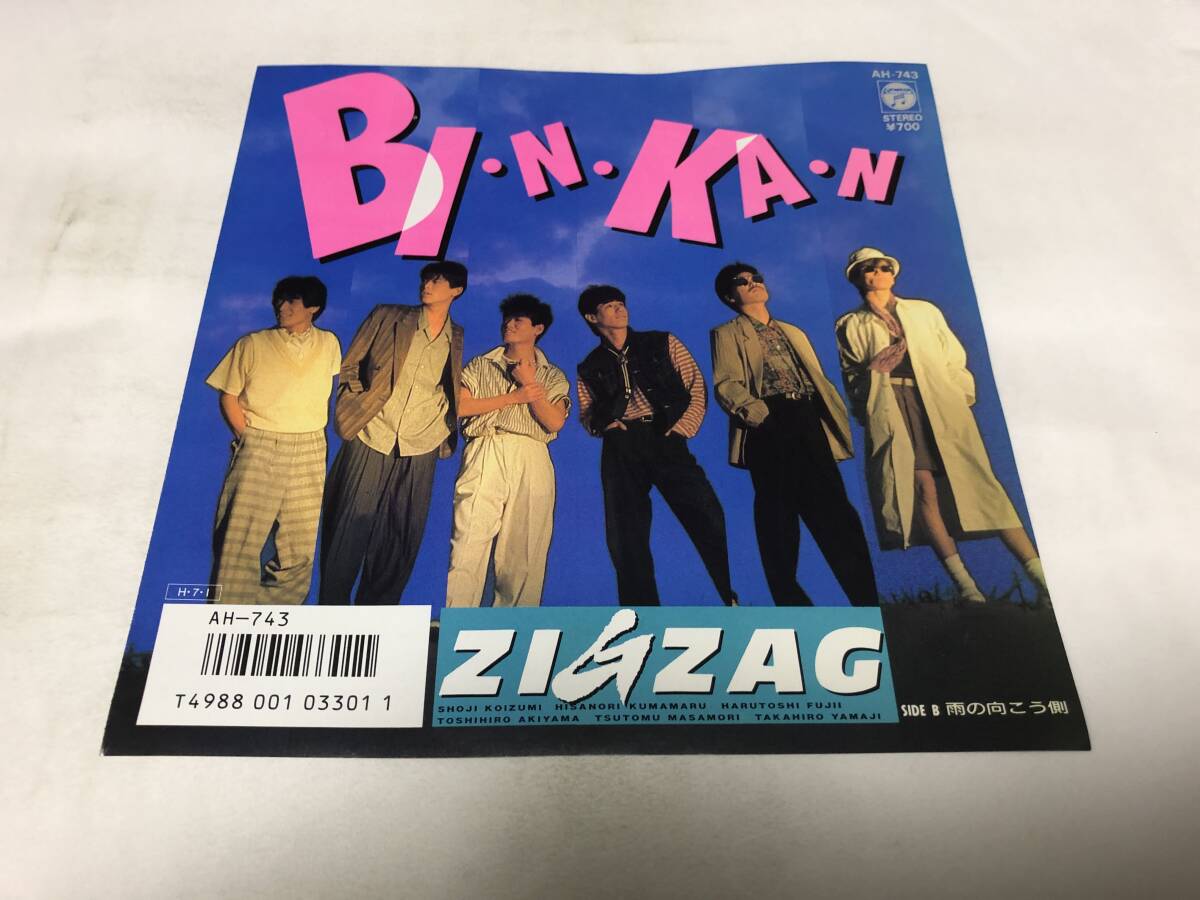 AH-743
Columbia
STEREO
¥700
BI・N・KA・N
H・7・1
AH-743
T4988 001 03301 1
ZIGZAG
SHOJI KOIZUMI HISANORI KUMAMARU HARUTOSHI FUJII
TOSHIHIRO AKIYAMA TSUTOMU MASAMORI TAKAHIRO YAMAJI
SIDE B 雨の向こう側